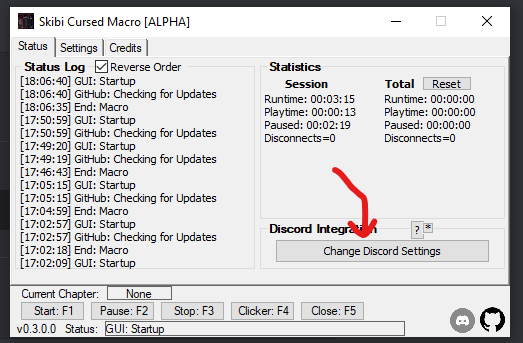 Skibi Cursed Macro [ALPHA]
Status Settings Credits
Status Log Reverse Order
[18:06:40] GUI: Startup
[18:06:40] GitHub: Checking for Updates
[18:06:35] End: Macro
[17:50:59] GUI: Startup
[17:50:59] GitHub: Checking for Updates
[17:49:20] GUI: Startup
[17:49:19] GitHub: Checking for Updates
[17:46:43] End: Macro
[17:05:15] GUI: Startup
[17:05:15] GitHub: Checking for Updates
[17:04:59] End: Macro
[17:02:57] GUI: Startup
[17:02:57] GitHub: Checking for Updates
[17:02:18] End: Macro
[17:02:09] GUI: Startup
Statistics
Session
Runtime: 00:03:15
Playtime: 00:00:13
Paused: 00:02:19
Disconnects=0
Total Reset
Runtime: 00:00:00
Playtime: 00:00:00
Paused: 00:00:00
Disconnects=0
Discord Integration ? *
Change Discord Settings
Current Chapter: None
Start: F1 Pause: F2 Stop: F3 Clicker: F4 Close: F5
v0.3.0.0 Status: GUI: Startup